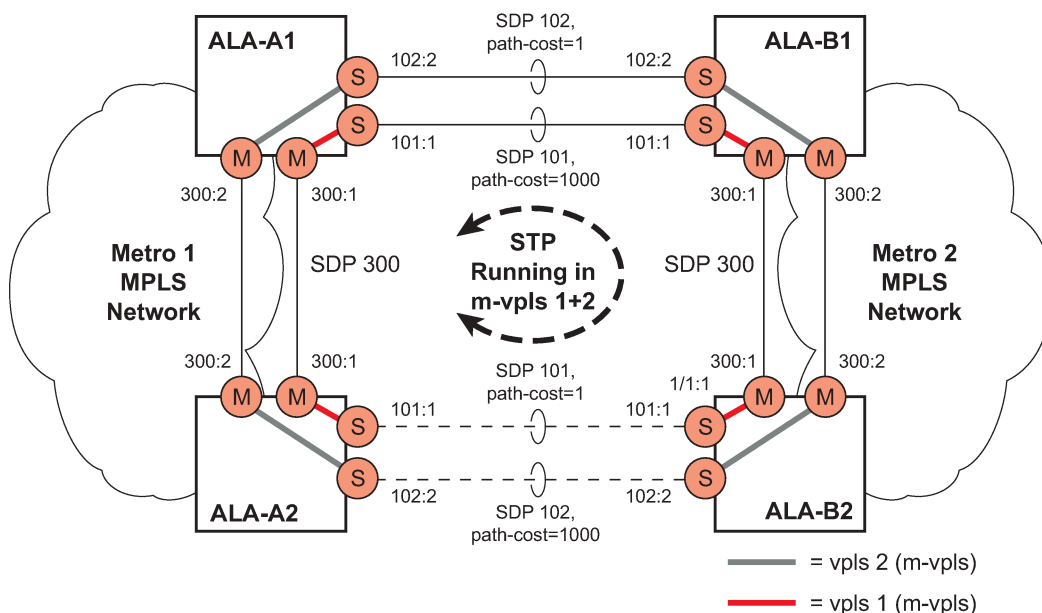 SDP 102,
path-cost=1
ALA-A1
ALA-B1
S
102:2
102:2
S
S
101:1
101:1
S
SDP 101,
path-cost=1000
M
M
M
M
300:2
300:1
300:1
300:2
Metro 1
MPLS
Network
SDP 300
STP
Running in
m-vpls 1+2
SDP 300
Metro 2
MPLS
Network
300:2
300:1
SDP 101,
path-cost=1
300:1
300:2
1/1:1
M
M
M
M
101:1
101:1
S
S
S
102:2
102:2
S
ALA-A2
SDP 102,
path-cost=1000
ALA-B2
= vpls 2 (m-vpls)
= vpls 1 (m-vpls)